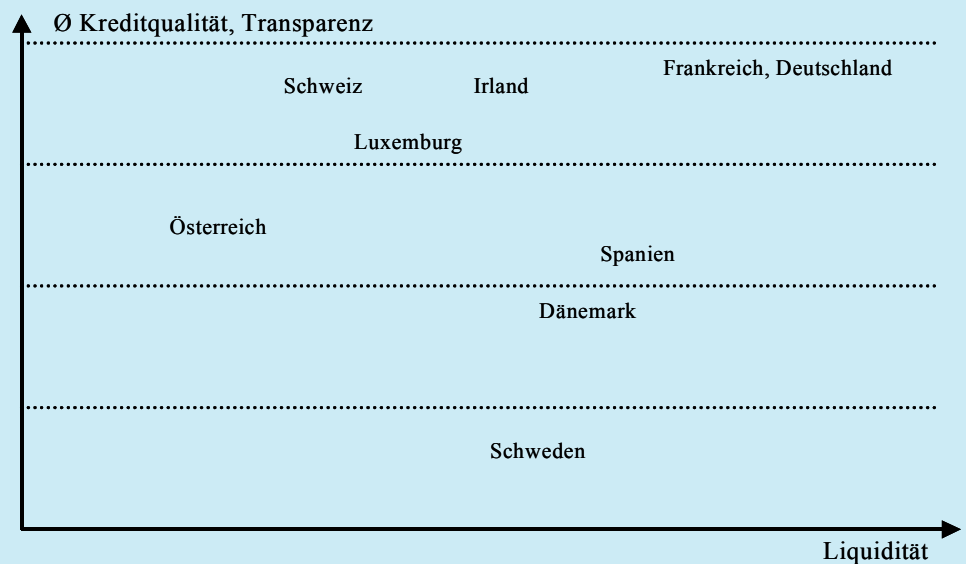 Ø Kreditqualität, Transparenz
Frankreich, Deutschland
Schweiz
Irland
Luxemburg
Österreich
Spanien
Dänemark
Schweden
Liquidität